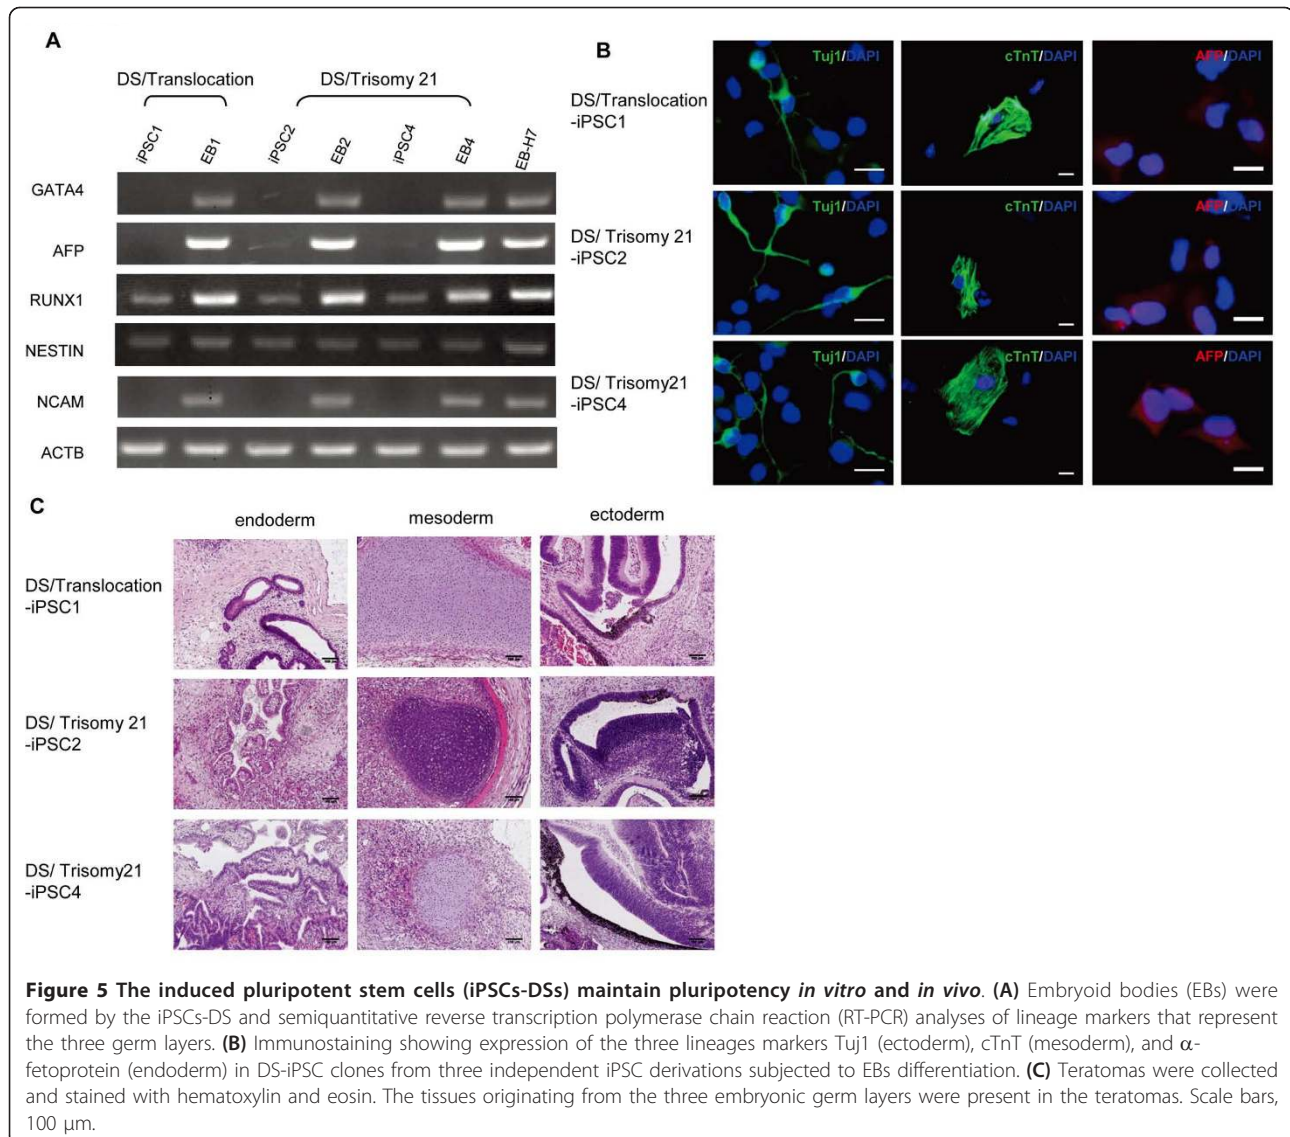 A
DS/Translocation DS/Trisomy 21
iPSC1 EB1 iPSC2 EB2 iPSC4 EB4 EB-H7
GATA4
AFP
RUNX1
NESTIN
NCAM
ACTB
B
Tuj1/DAPI cTnT/DAPI AFP/DAPI
DS/Translocation
-iPSC1
Tuj1/DAPI cTnT/DAPI AFP/DAPI
DS/ Trisomy 21
-iPSC2
Tuj1/DAPI cTnT/DAPI AFP/DAPI
DS/ Trisomy21
-iPSC4
C
endoderm mesoderm ectoderm
DS/Translocation
-iPSC1
DS/ Trisomy 21
-iPSC2
DS/ Trisomy21
-iPSC4
Figure 5 The induced pluripotent stem cells (iPSCs-DSs) maintain pluripotency in vitro and in vivo. (A) Embryoid bodies (EBs) were
formed by the iPSCs-DS and semiquantitative reverse transcription polymerase chain reaction (RT-PCR) analyses of lineage markers that represent
the three germ layers. (B) Immunostaining showing expression of the three lineages markers Tuj1 (ectoderm), cTnT (mesoderm), and α-
fetoprotein (endoderm) in DS-iPSC clones from three independent iPSC derivations subjected to EBs differentiation. (C) Teratomas were collected
and stained with hematoxylin and eosin. The tissues originating from the three embryonic germ layers were present in the teratomas. Scale bars,
100 μm.